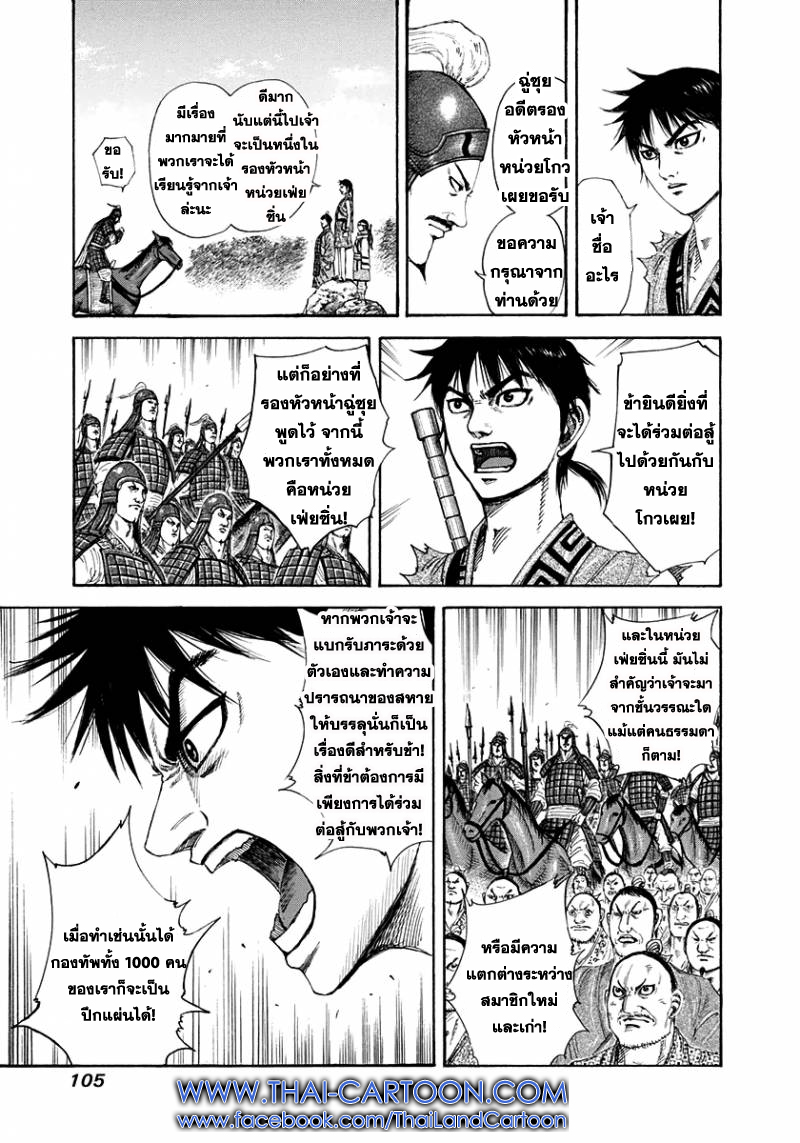 เจ้า
ชื่อ
อะไร
ฉู่ซุย
อดีตรอง
หัวหน้า
หน่วยโกว
เผยขอรับ
ขอความ
กรุณาจาก
ท่านด้วย
ดีมาก
นับแต่นี้ไปเจ้า
จะเป็นหนึ่งใน
รองหัวหน้า
หน่วยเฟ่ย
ซิ่น
มีเรื่อง
มากมายที่
พวกเราจะได้
เรียนรู้จากเจ้า
ล่ะนะ
ขอ
รับ!
ข้ายินดียิ่งที่
จะได้ร่วมต่อสู้
ไปด้วยกันกับ
หน่วย
โกวเผย!
แต่ก็อย่างที่
รองหัวหน้าฉู่ซุย
พูดไว้ จากนี้
พวกเราทั้งหมด
คือหน่วย
เฟ่ยซิ่น!
และในหน่วย
เฟ่ยซิ่นนี้ มันไม่
สำคัญว่าเจ้าจะมา
จากชั้นวรรณะใด
แม้แต่คนธรรมดา
ก็ตาม!
หรือมีความ
แตกต่างระหว่าง
สมาชิกใหม่
และเก่า!
หากพวกเจ้าจะ
แบกรับภาระด้วย
ตัวเองและทำความ
ปรารถนาของสหาย
ให้บรรลุนั่นก็เป็น
เรื่องดีสำหรับข้า!
สิ่งที่ข้าต้องการมี
เพียงการได้ร่วม
ต่อสู้กับพวกเจ้า!
เมื่อทำเช่นนั้นได้
กองทัพทั้ง 1000 คน
ของเราก็จะเป็น
ปึกแผ่นได้!
105
WWW.THAI-CARTOON.COM
www.facebook.com/ThaiLandCartoon